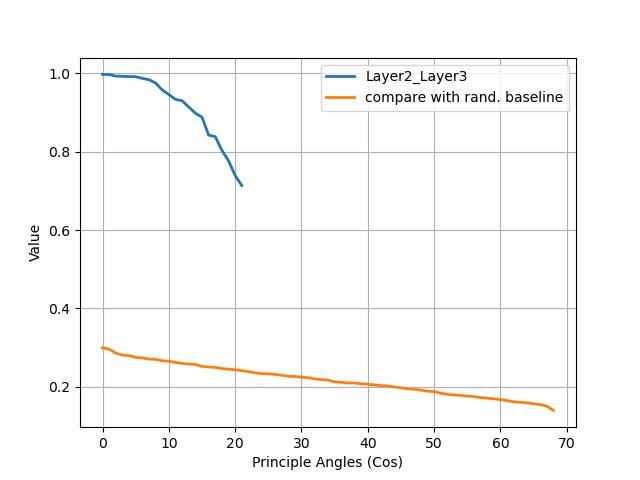 Layer2_Layer3
compare with rand. baseline
1.0
0.8
0.6
0.4
0.2
Value
0 10 20 30 40 50 60 70
Principle Angles (Cos)